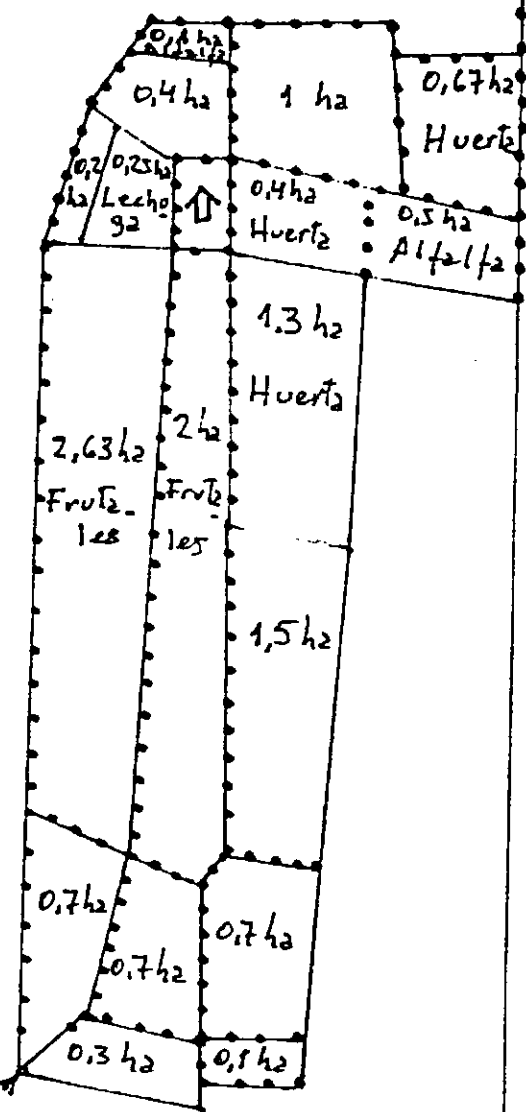 0,1 ha
Alfalfa
0,4 ha
1 ha
0,67 ha
Huerta
0,2
ha
0,25 ha
Lecho
ga
0,4 ha
Huerta
0,5 ha
Alfalfa
1.3 ha
Huerta
2,63 ha
Fruta-
les
2 ha
Fruta
les
1,5 ha
0,7 ha
0,7 ha
0,7 ha
0,3 ha
0,1 ha